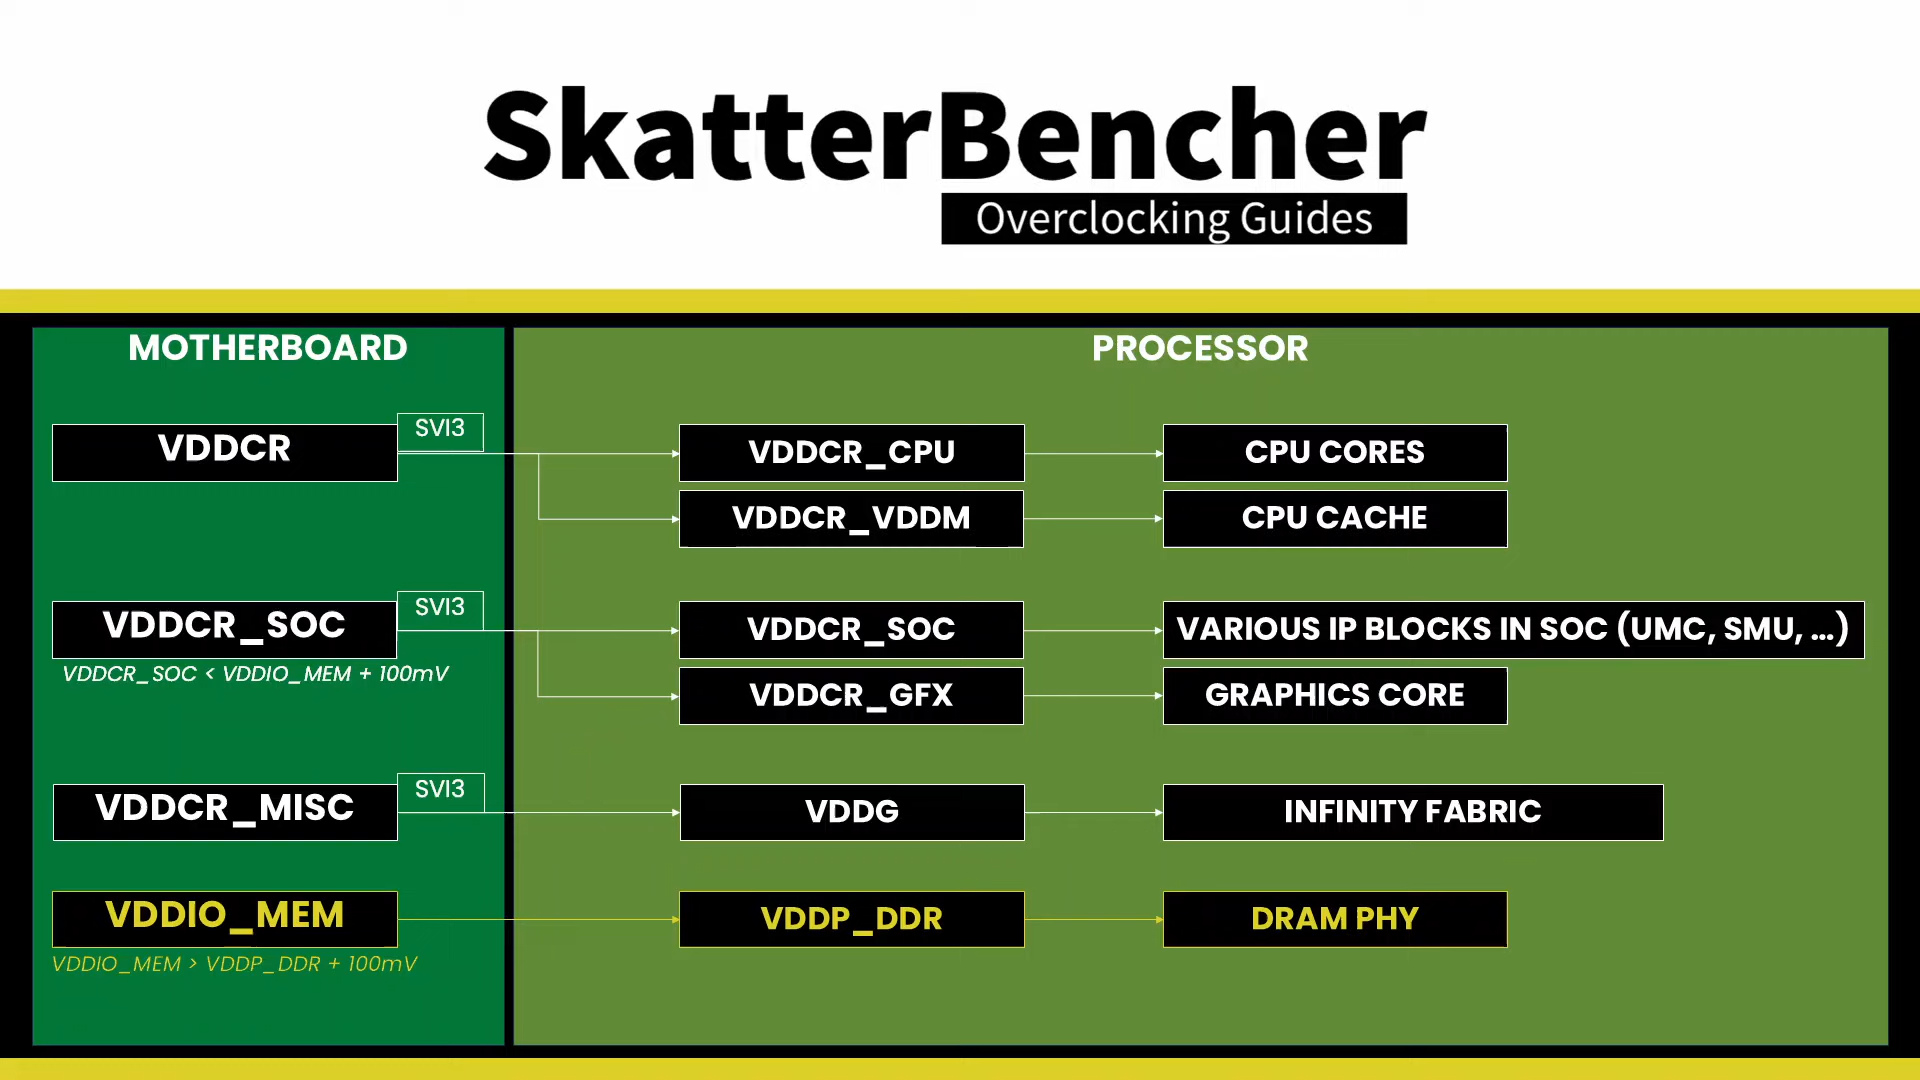 SkatterBencher
Overclocking Guides
MOTHERBOARD
PROCESSOR
VDDCR
SVI3
VDDCR_CPU
CPU CORES
VDDCR_VDDM
CPU CACHE
VDDCR_SOC
SVI3
VDDCR_SOC
VARIOUS IP BLOCKS IN SOC (UMC, SMU, ...)
VDDCR_SOC < VDDIO_MEM + 100mV
VDDCR_GFX
GRAPHICS CORE
VDDCR_MISC
SVI3
VDDG
INFINITY FABRIC
VDDIO_MEM
VDDP_DDR
DRAM PHY
VDDIO_MEM > VDDP_DDR + 100mV